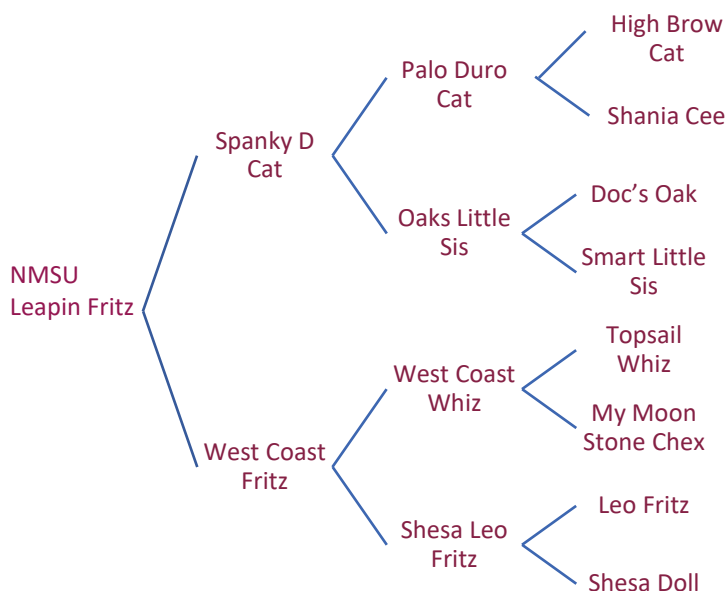 High Brow
Cat
Palo Duro
Cat
Shania Cee
Spanky D
Cat
Doc’s Oak
Oaks Little
Sis
Smart Little
Sis
NMSU
Leapin Fritz
Topsail
Whiz
West Coast
Whiz
My Moon
Stone Chex
West Coast
Fritz
Leo Fritz
Shesa Leo
Fritz
Shesa Doll